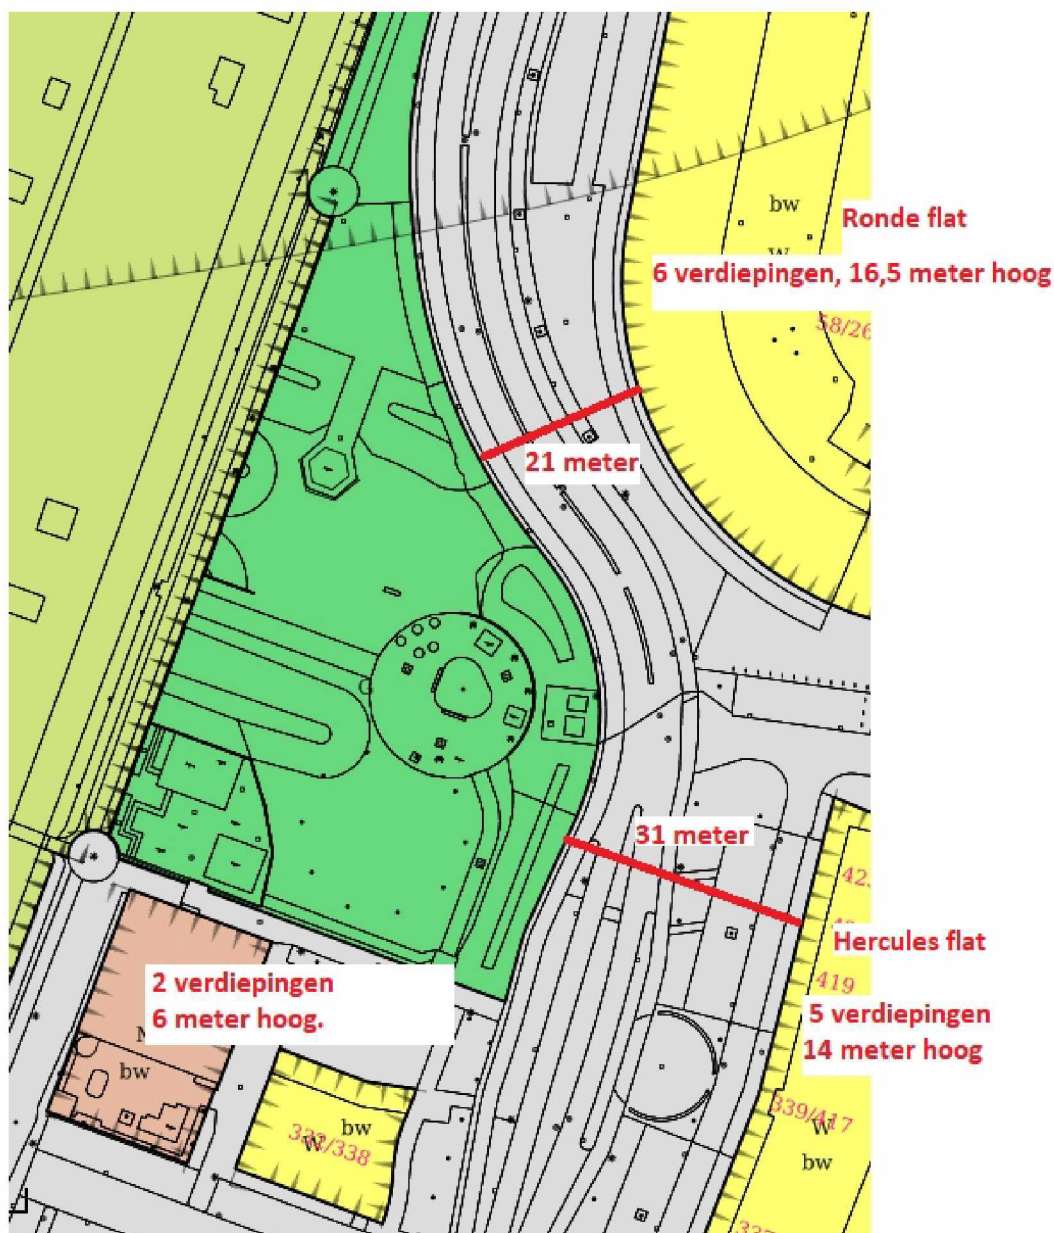 bw
Ronde flat
6 verdiepingen, 16,5 meter hoog
58/26
21 meter
31 meter
Hercules flat
419
2 verdiepingen
6 meter hoog.
5 verdiepingen
14 meter hoog
bw
339/417
W
bw
bw
W